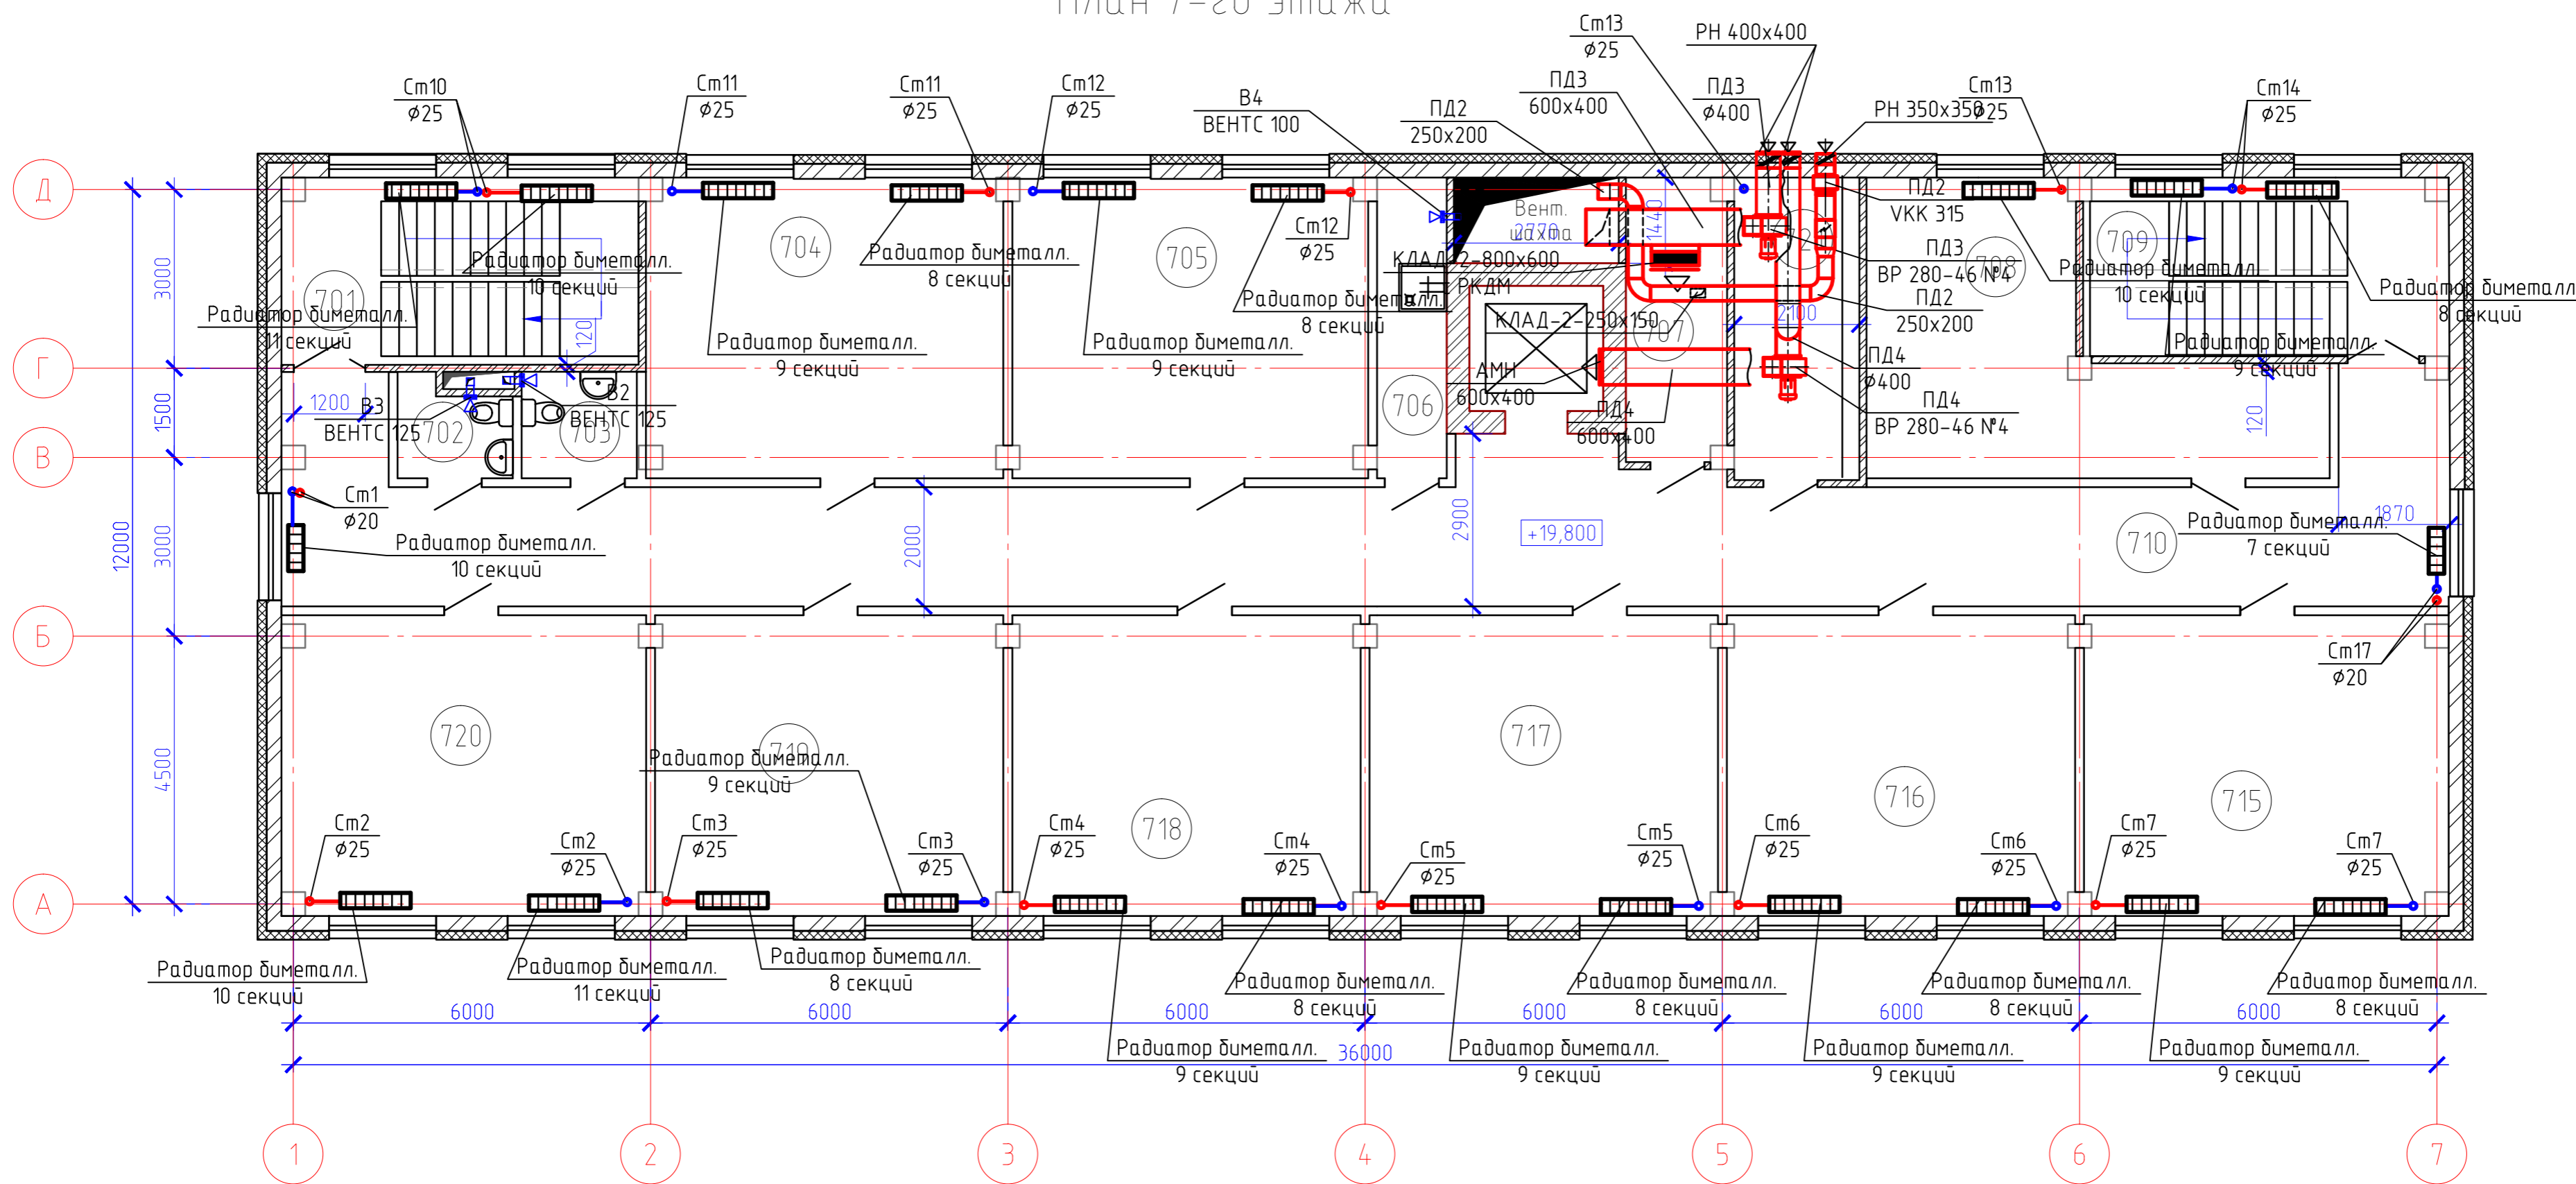 План 7-го этажа
Ст10
ф25
Ст11
ф25
Ст11
ф25
Ст12
ф25
В4
ВЕНТС 100
ПД2
250х200
ПД3
600х400
Ст13
ф25
РН 400х400
ПД3
ф400
РН 350х350
Ст13
ф25
Ст14
ф25
Д
Г
В
Б
А
12000
3000
1500
3000
4500
701
Радиатор биметалл.
11 секций
Радиатор биметалл.
10 секций
120
704
Радиатор биметалл.
8 секций
Радиатор биметалл.
9 секций
705
Радиатор биметалл.
9 секций
Ст12
ф25
Радиатор биметалл.
8 секций
Вент.
шахта
2770
1440
КЛАД-2-800х600
с РКДМ
КЛАД-2-250х150
707
АМН
600х400
ПД4
600х400
706
2100
ПД2
VKK 315
ПД3
ВР 280-46 №4
ПД2
250х200
ПД4
ф400
ПД4
ВР 280-46 №4
708
709
Радиатор биметалл.
10 секций
Радиатор биметалл.
8 секций
Радиатор биметалл.
9 секций
120
1200
В3
ВЕНТС 125
702
В2
ВЕНТС 125
703
Ст1
ф20
Радиатор биметалл.
10 секций
2000
2900
+19,800
710
1870
Радиатор биметалл.
7 секций
Ст17
ф20
720
719
Радиатор биметалл.
9 секций
718
717
716
715
Ст2
ф25
Ст2
ф25
Ст3
ф25
Ст3
ф25
Ст4
ф25
Ст4
ф25
Ст5
ф25
Ст5
ф25
Ст6
ф25
Ст6
ф25
Ст7
ф25
Ст7
ф25
Радиатор биметалл.
10 секций
Радиатор биметалл.
11 секций
Радиатор биметалл.
8 секций
Радиатор биметалл.
8 секций
Радиатор биметалл.
8 секций
Радиатор биметалл.
8 секций
Радиатор биметалл.
8 секций
6000
6000
6000
6000
6000
6000
Радиатор биметалл.
9 секций
36000
Радиатор биметалл.
9 секций
Радиатор биметалл.
9 секций
Радиатор биметалл.
9 секций
1
2
3
4
5
6
7